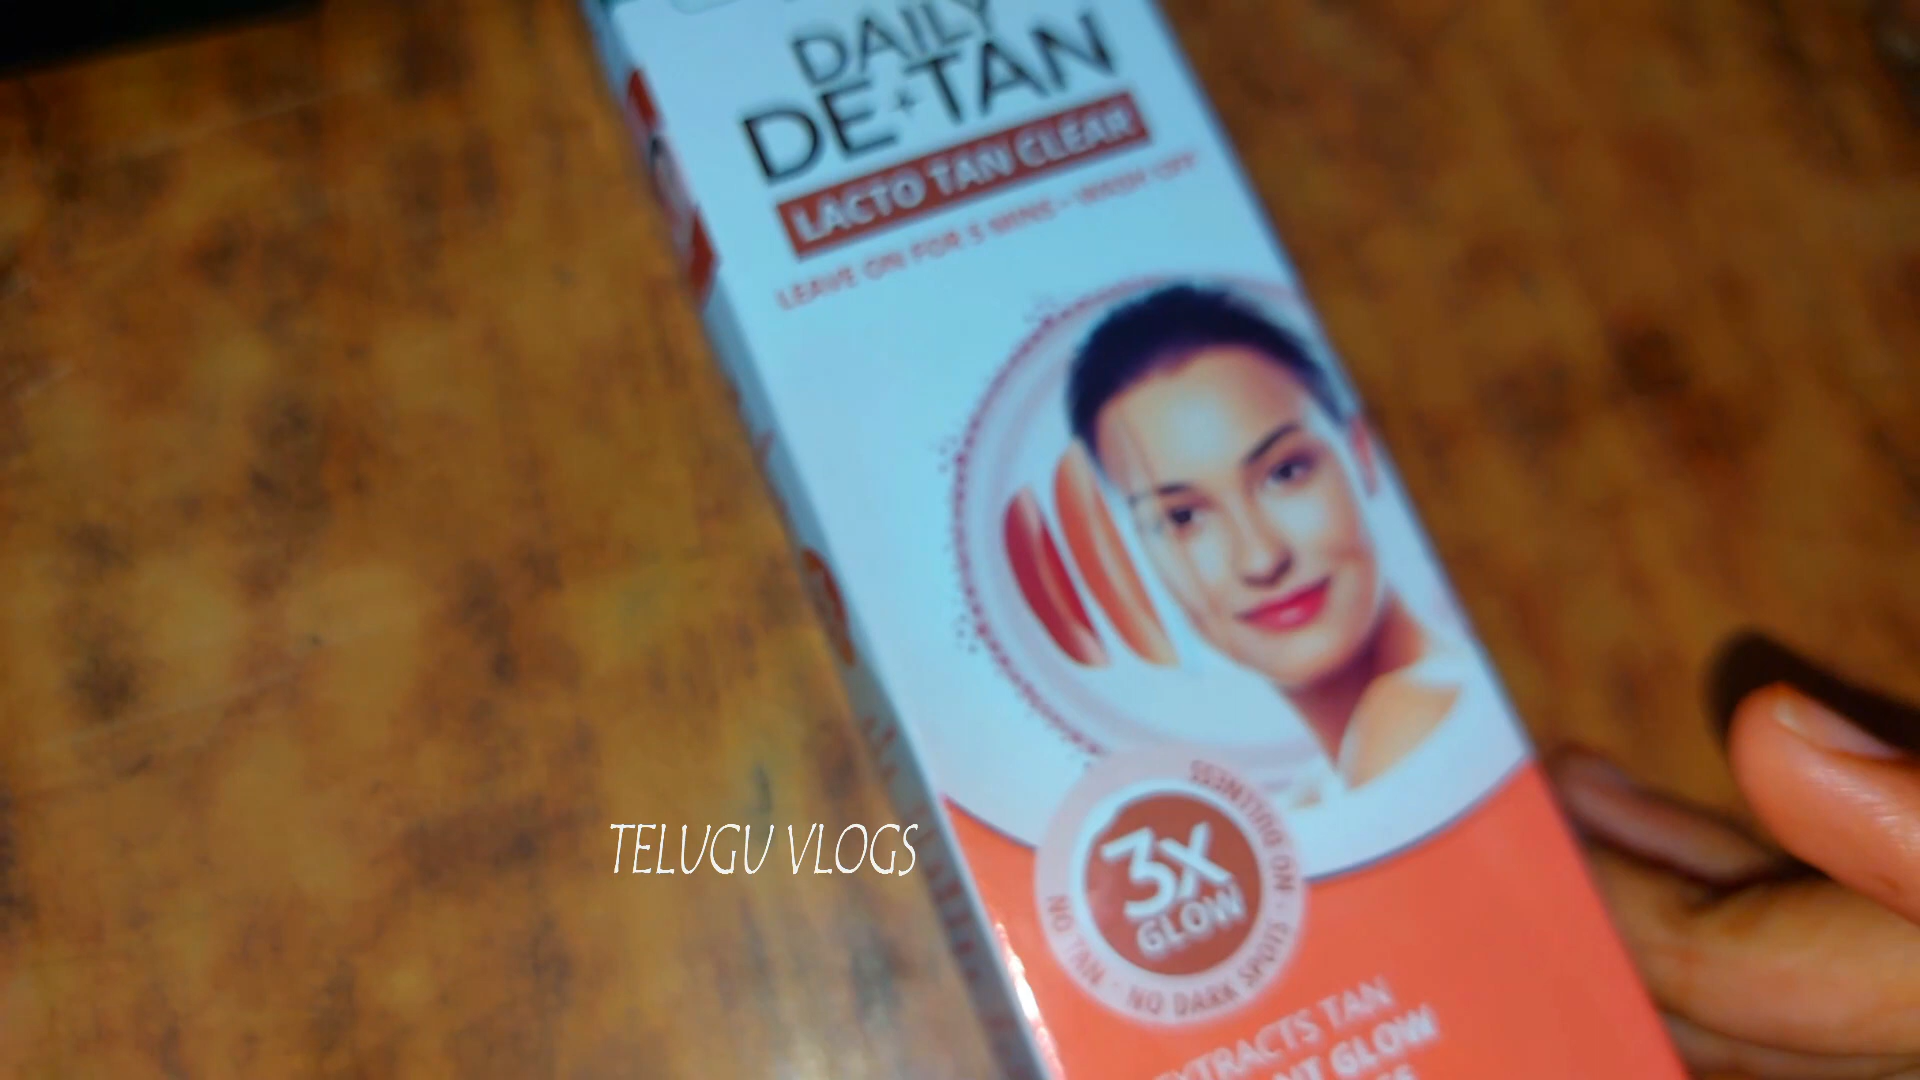 DAILY
DE+TAN
LACTO TAN CLEAR
LEAVE ON FOR 5 MINS • WASH OFF
3X
GLOW
NO TAN • NO DARK SPOTS • NO DULLNESS
EXTRACTS TAN
GLOW
TELUGU VLOGS